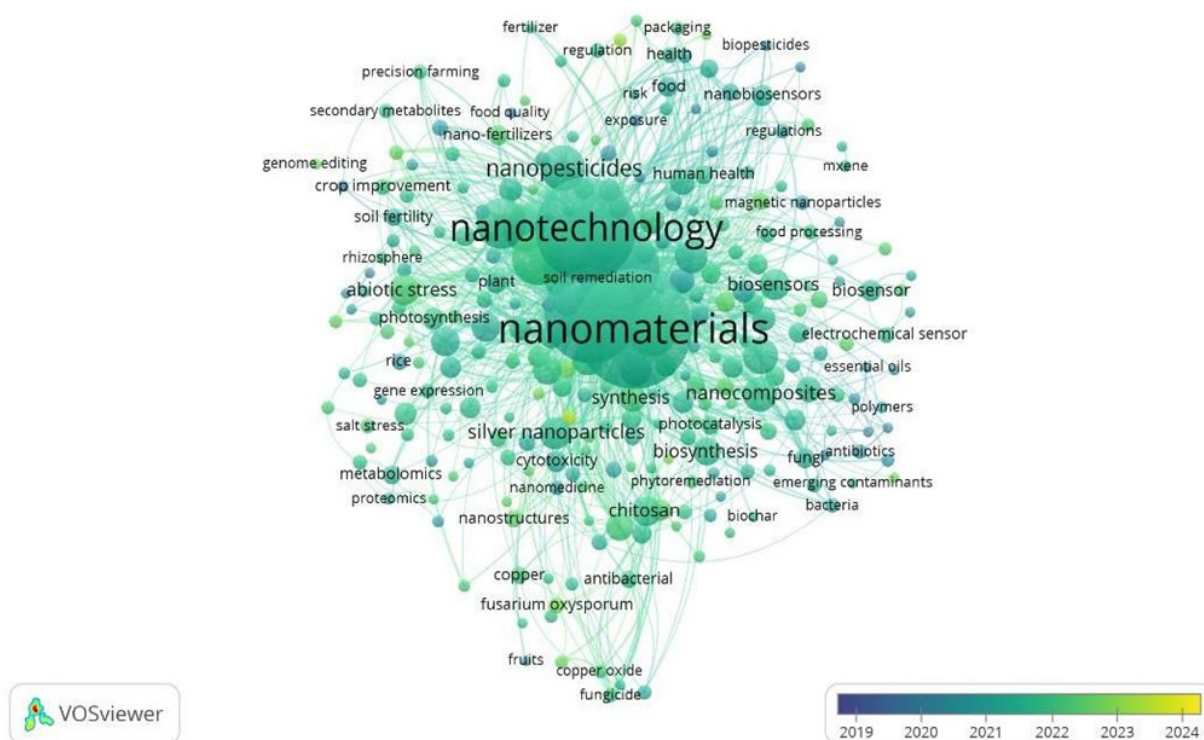 fertilizer
packaging
regulation
health
biopesticides
precision farming
risk
food
nanobiosensors
secondary metabolites
food quality
exposure
nano-fertilizers
regulations
genome editing
nanopesticides
human health
mxene
crop improvement
magnetic nanoparticles
soil fertility
nanotechnology
food processing
rhizosphere
plant
soil remediation
abiotic stress
biosensors
biosensor
photosynthesis
nanomaterials
electrochemical sensor
rice
essential oils
gene expression
synthesis
nanocomposites
polymers
salt stress
silver nanoparticles
photocatalysis
biosynthesis
fungi
antibiotics
metabolomics
cytotoxicity
nanomedicine
phytoremediation
emerging contaminants
proteomics
bacteria
nanostructures
chitosan
biochar
copper
antibacterial
fusarium oxysporum
fruits
copper oxide
fungicide
VOSviewer
2019 2020 2021 2022 2023 2024